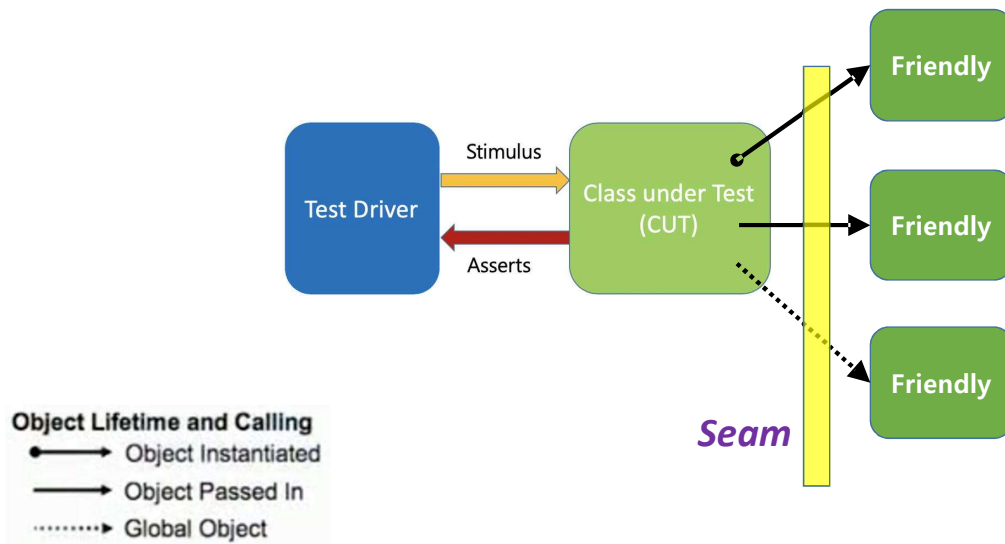 Friendly
Stimulus
Test Driver
Class under Test
(CUT)
Friendly
Asserts
Friendly
Seam
Object Lifetime and Calling
Object Instantiated
Object Passed In
Global Object